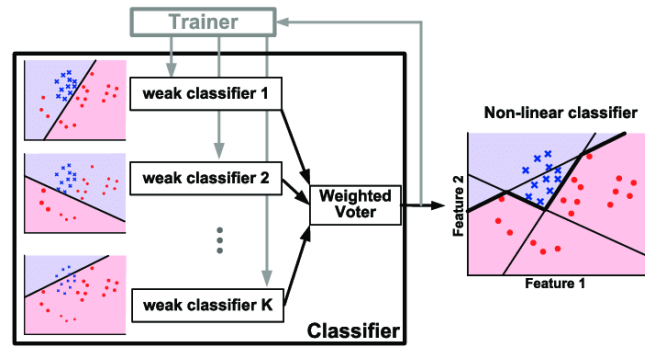 Trainer
weak classifier 1
weak classifier 2
weak classifier K
Weighted
Voter
Classifier
Non-linear classifier
Feature 2
Feature 1